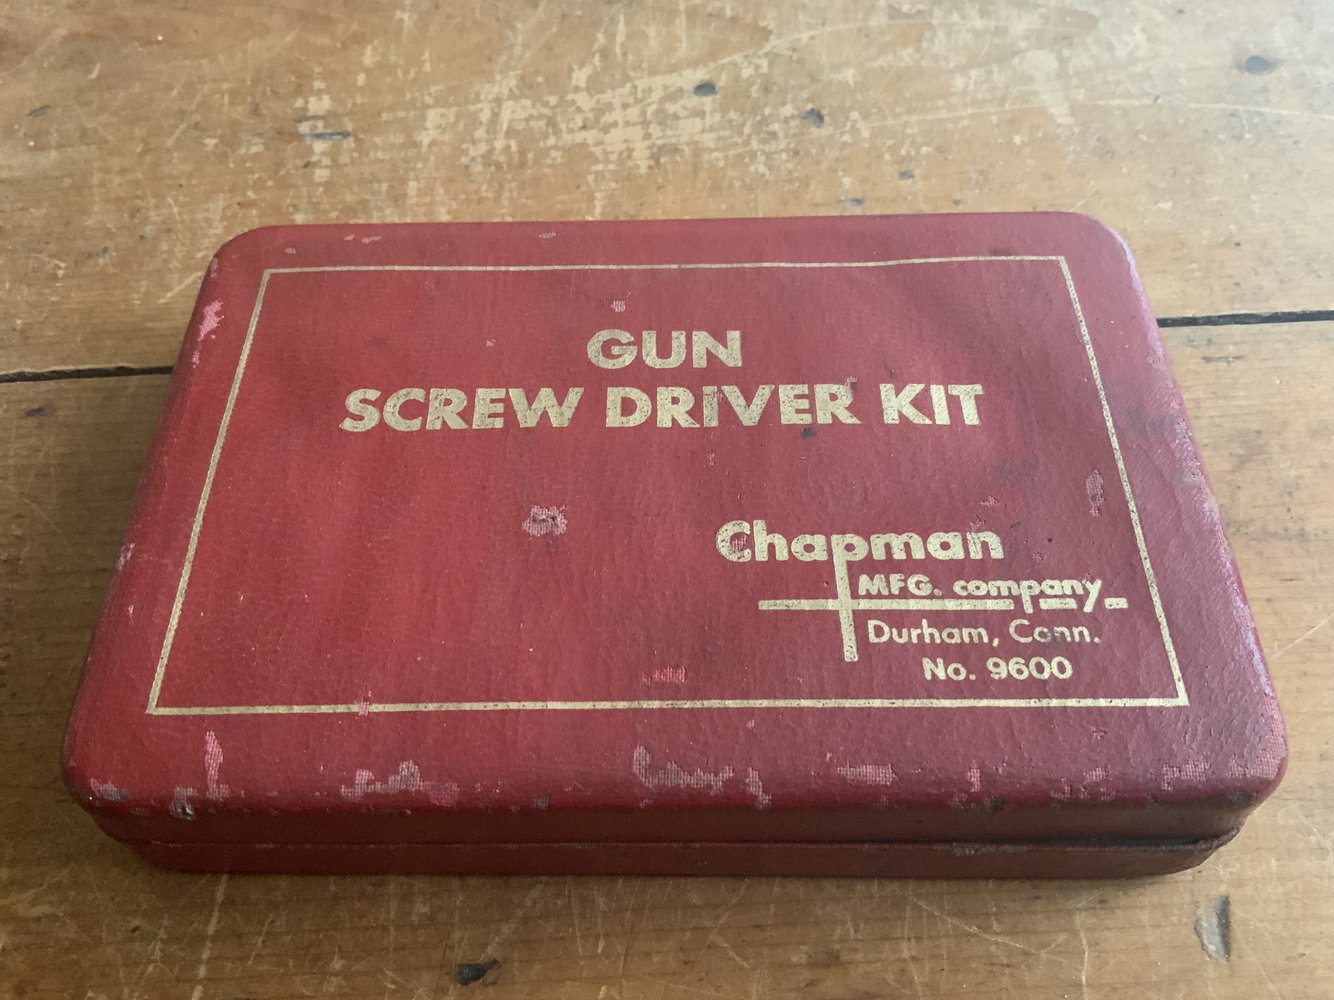 GUN
SCREW DRIVER KIT
Chapman
MFG. company
Durham, Conn.
No. 9600